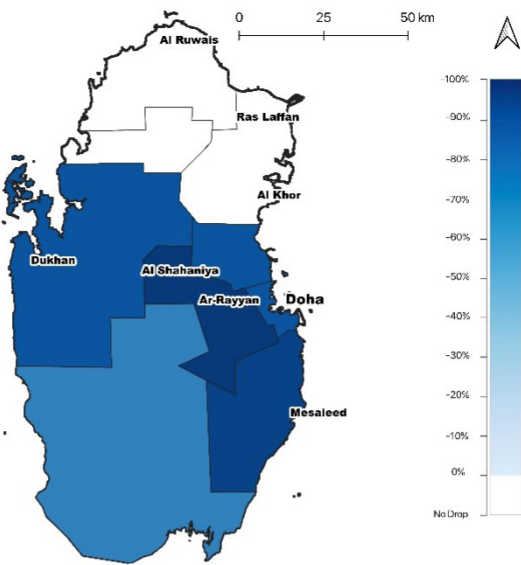 0 25 50 km
Al Ruwais
Ras Laffan
Al Khor
Dukhan
Al Shahaniya
Ar-Rayyan
Doha
Mesaieed
-100%
-90%
-80%
-70%
-60%
-50%
-40%
-30%
-20%
-10%
0%
No Drop